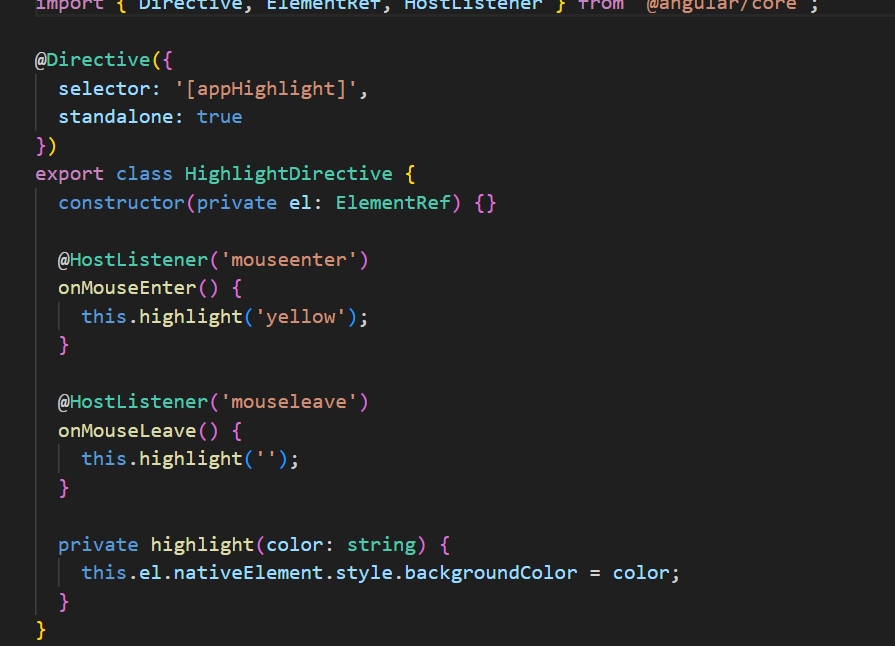 import { Directive, ElementRef, HostListener } from '@angular/core';
@Directive({
selector: '[appHighlight]',
standalone: true
})
export class HighlightDirective {
constructor(private el: ElementRef) {}
@HostListener('mouseenter')
onMouseEnter() {
this.highlight('yellow');
}
@HostListener('mouseleave')
onMouseLeave() {
this.highlight('');
}
private highlight(color: string) {
this.el.nativeElement.style.backgroundColor = color;
}
}